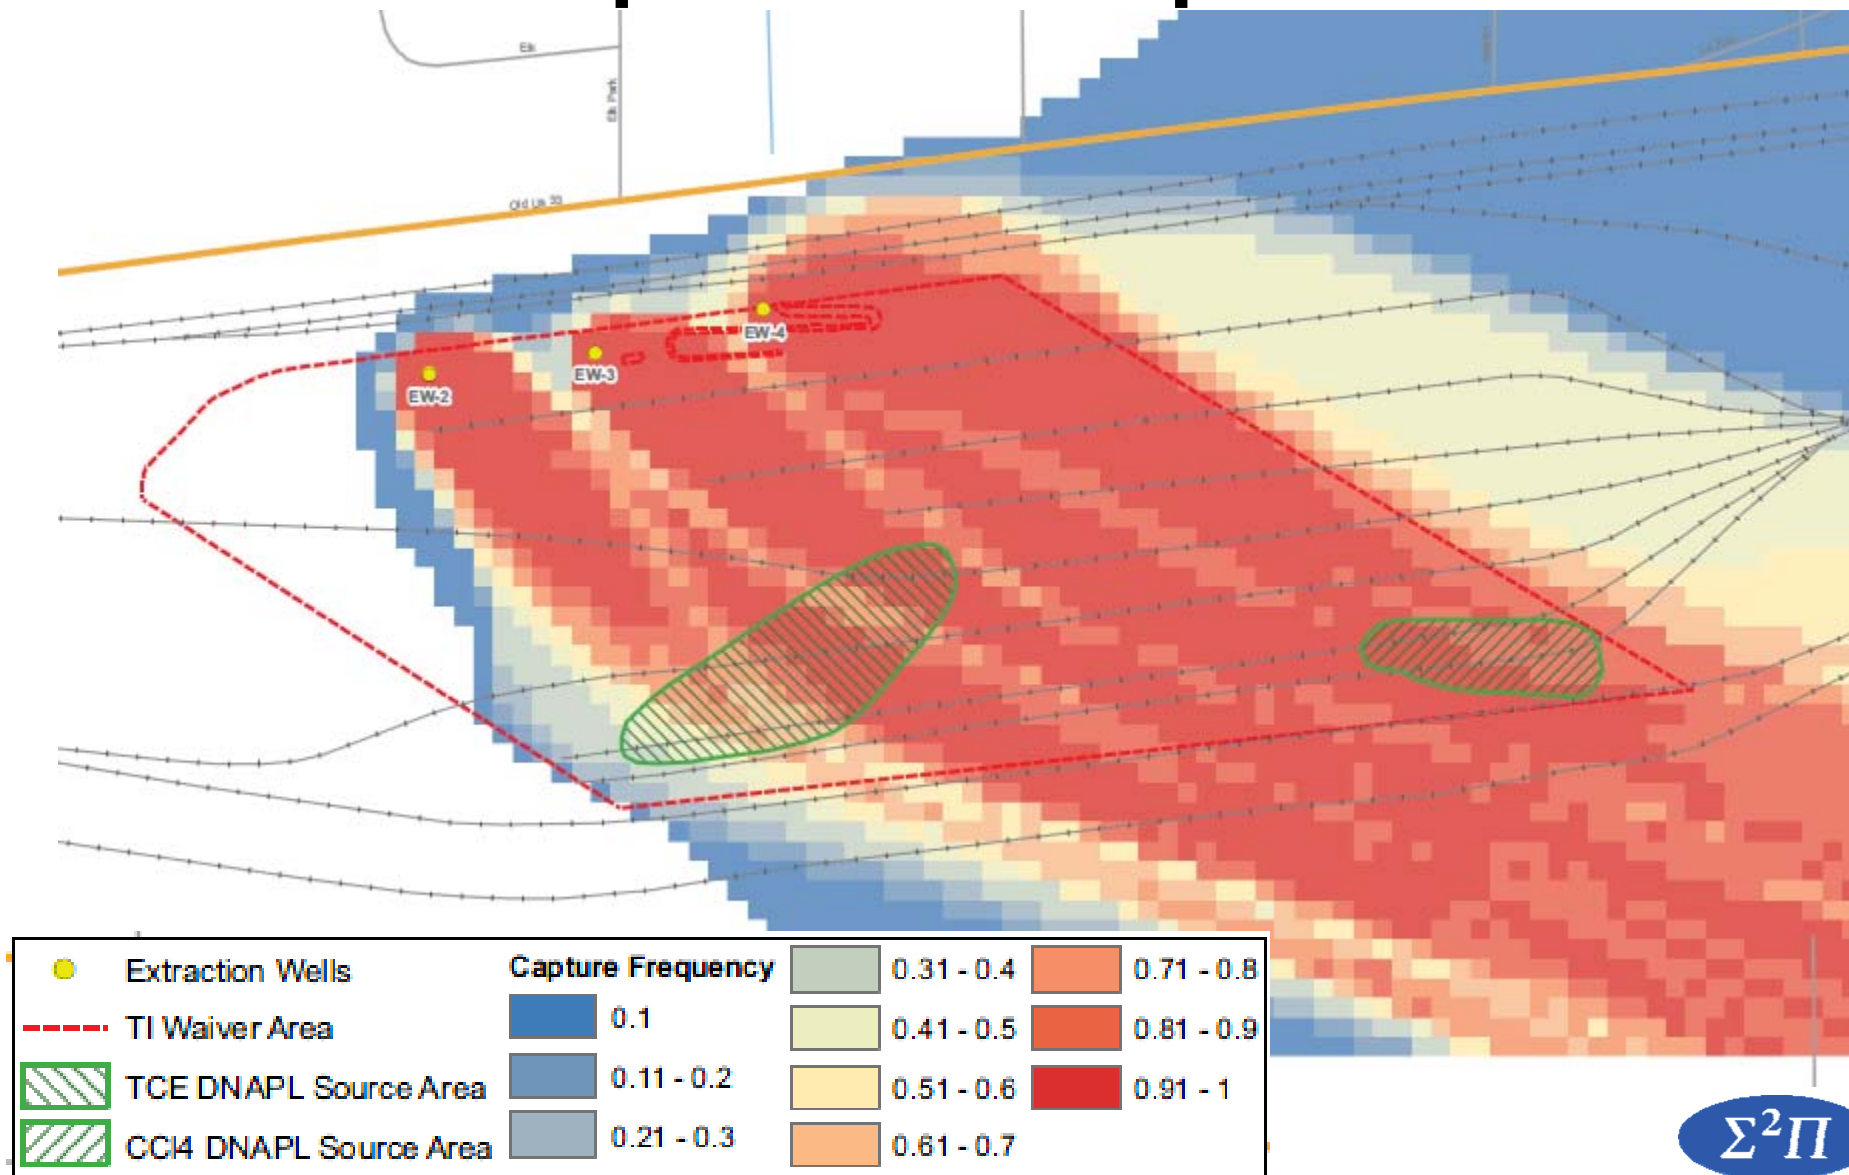 Elk
Elk Park
Old Us 33
EW-4
EW-3
EW-2
Extraction Wells
TI Waiver Area
TCE DNAPL Source Area
CCl4 DNAPL Source Area
Capture Frequency
0.1
0.11 - 0.2
0.21 - 0.3
0.31 - 0.4
0.41 - 0.5
0.51 - 0.6
0.61 - 0.7
0.71 - 0.8
0.81 - 0.9
0.91 - 1
Σ²Π